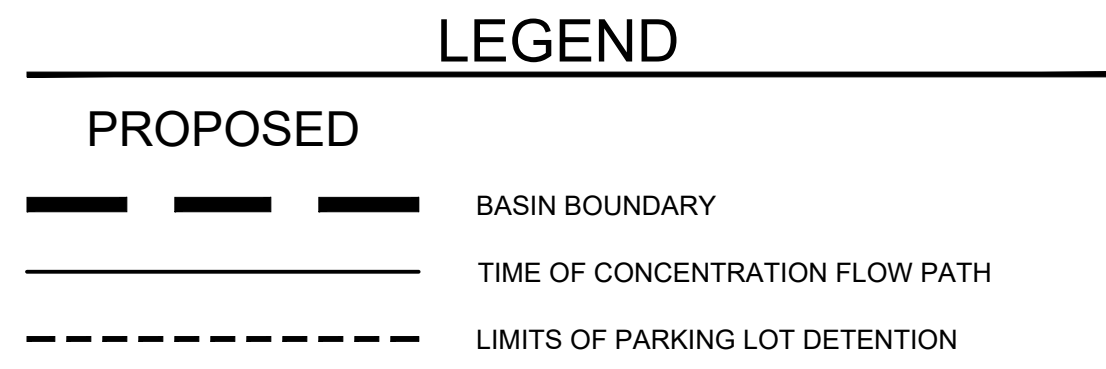 LEGEND
PROPOSED
BASIN BOUNDARY
TIME OF CONCENTRATION FLOW PATH
LIMITS OF PARKING LOT DETENTION